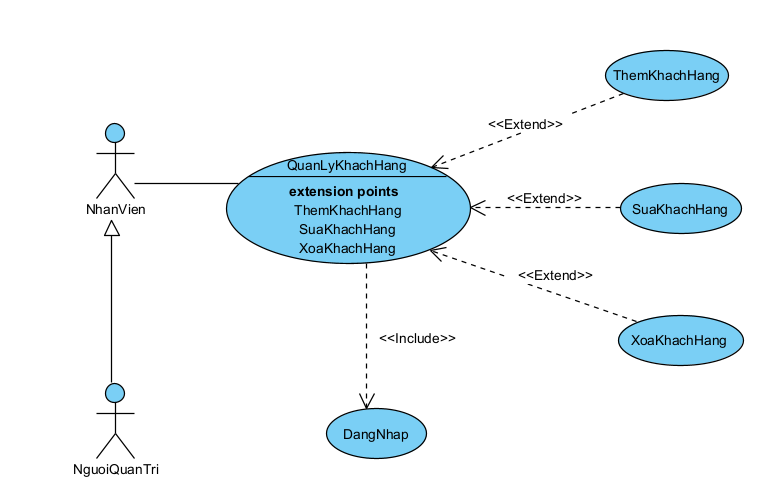 ThemKhachHang
<<Extend>>
QuanLyKhachHang
extension points
ThemKhachHang
SuaKhachHang
XoaKhachHang
<<Extend>>
SuaKhachHang
NhanVien
<<Extend>>
XoaKhachHang
<<Include>>
DangNhap
NguoiQuanTri